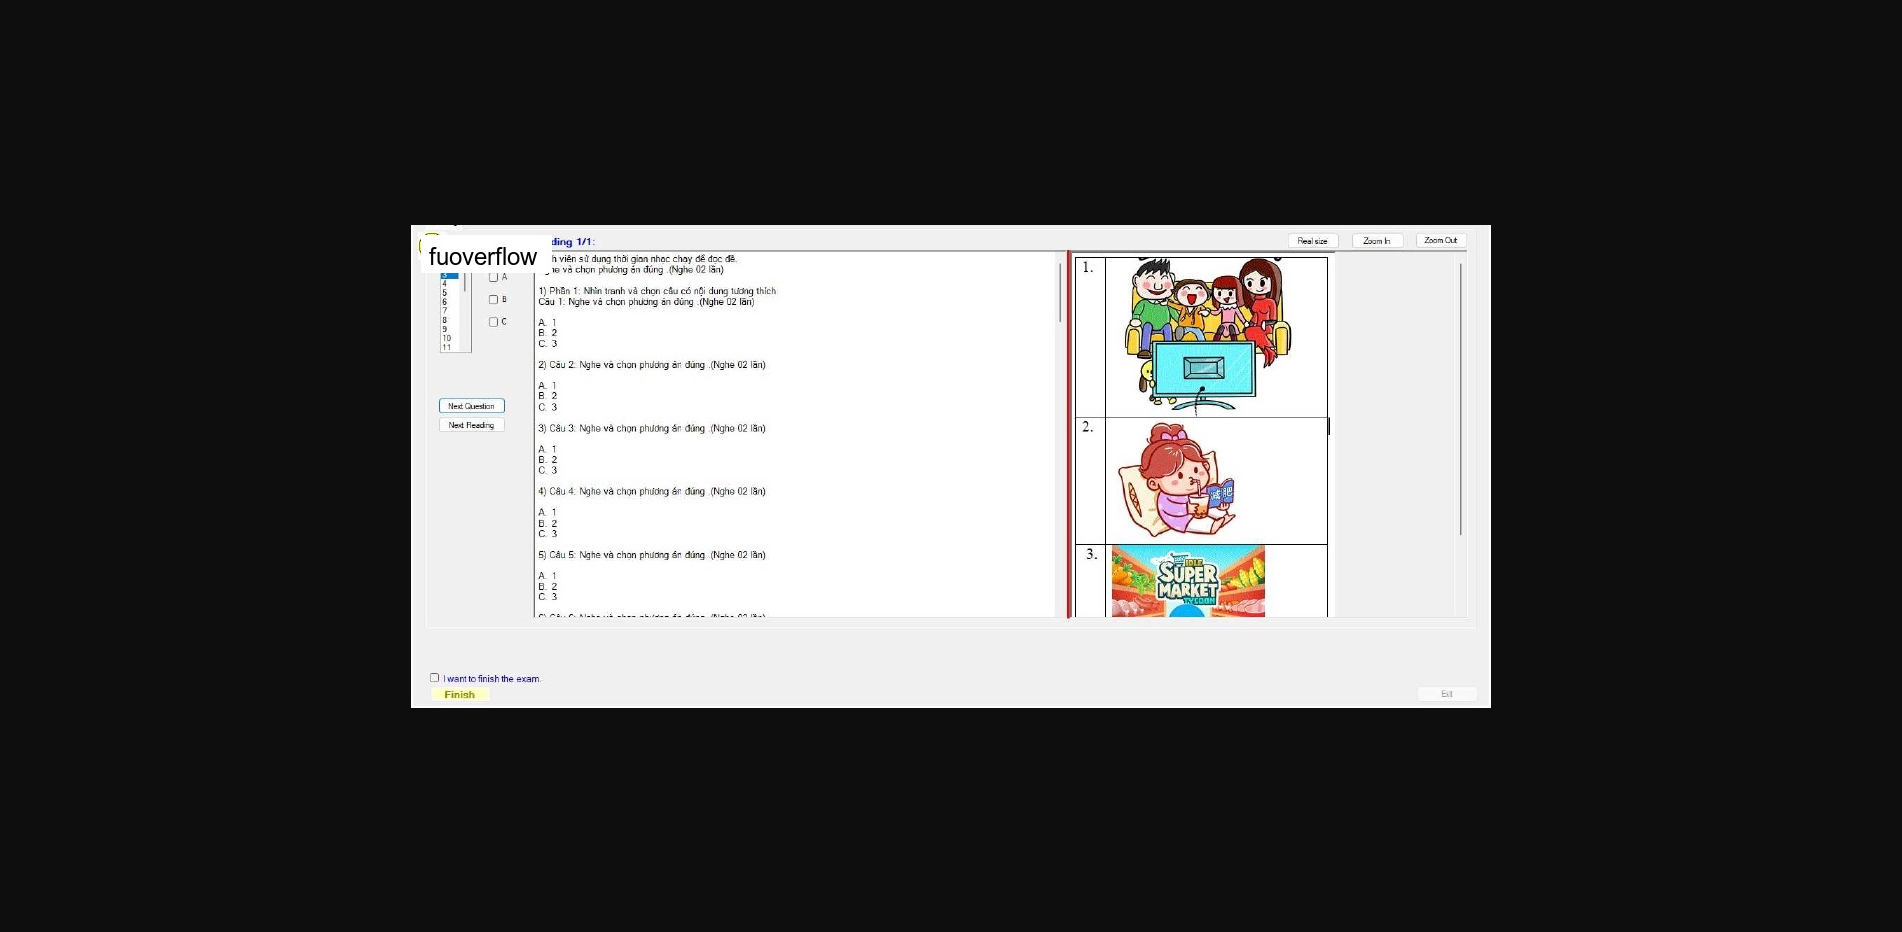 fuoverflow
ding 1/1:
Real size
Zoom In
Zoom Out
h viên sử dụng thời gian nhạc chạy để đọc đề.
và chọn phương án đúng .(Nghe 02 lần)
1) Phần 1: Nhìn tranh và chọn câu có nội dung tương thích
Câu 1: Nghe và chọn phương án đúng .(Nghe 02 lần)
A. 1
B. 2
C. 3
2) Câu 2: Nghe và chọn phương án đúng .(Nghe 02 lần)
A. 1
B. 2
C. 3
3) Câu 3: Nghe và chọn phương án đúng .(Nghe 02 lần)
A. 1
B. 2
C. 3
4) Câu 4: Nghe và chọn phương án đúng .(Nghe 02 lần)
A. 1
B. 2
C. 3
5) Câu 5: Nghe và chọn phương án đúng .(Nghe 02 lần)
A. 1
B. 2
C. 3
3
4
5
6
7
8
9
10
11
A
B
C
Next Question
Next Reading
1.
2.
减肥
3.
IDLE
SUPER
MARKET
TYCOON
I want to finish the exam.
Finish
Exit